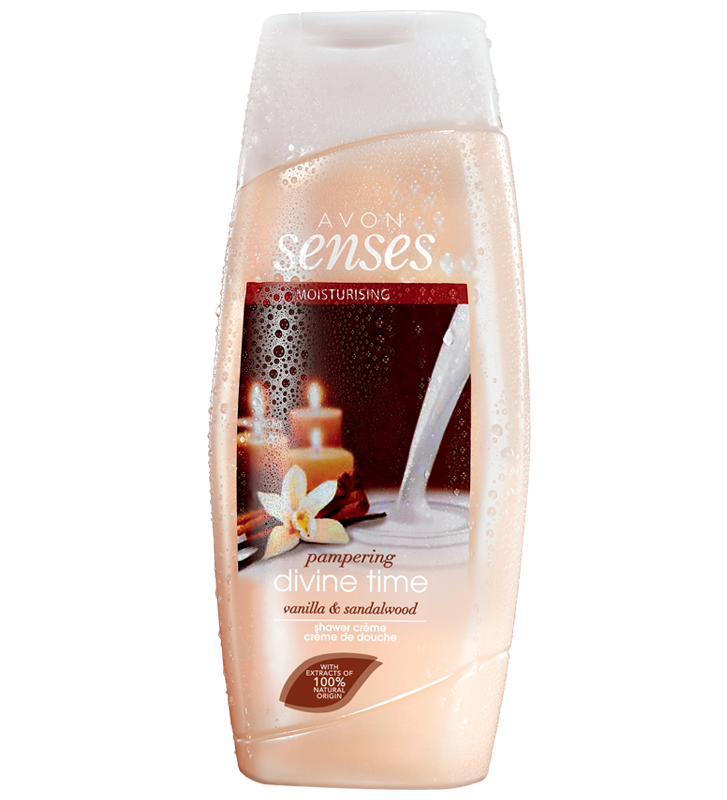 AVON
senses
MOISTURISING
pampering
divine time
vanilla & sandalwood
shower crème
crème de douche
WITH
EXTRACTS OF
100%
NATURAL
ORIGIN